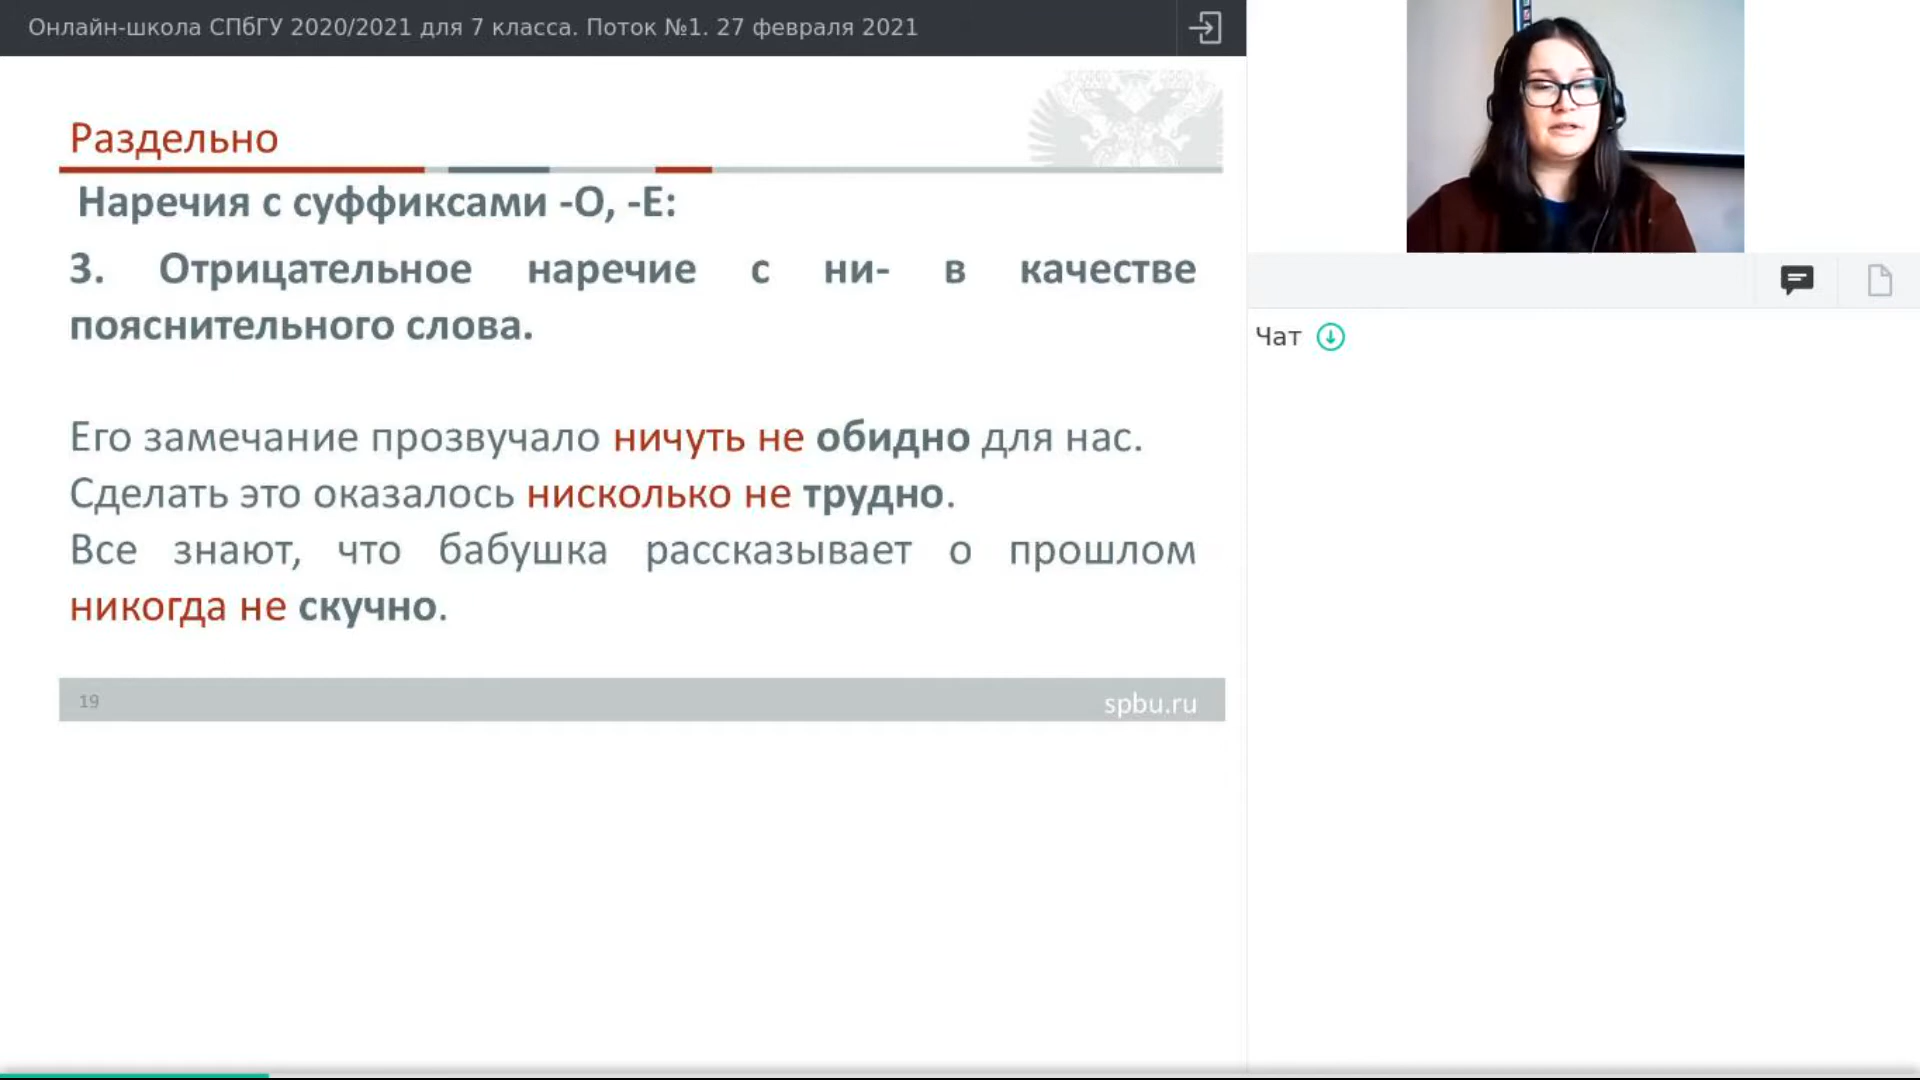 Онлайн-школа СПбГУ 2020/2021 для 7 класса. Поток №1. 27 февраля 2021
Раздельно
Наречия с суффиксами -О, -Е:
3. Отрицательное наречие с ни- в качестве
пояснительного слова.
Его замечание прозвучало ничуть не обидно для нас.
Сделать это оказалось нисколько не трудно.
Все знают, что бабушка рассказывает о прошлом
никогда не скучно.
19
spbu.ru
Чат